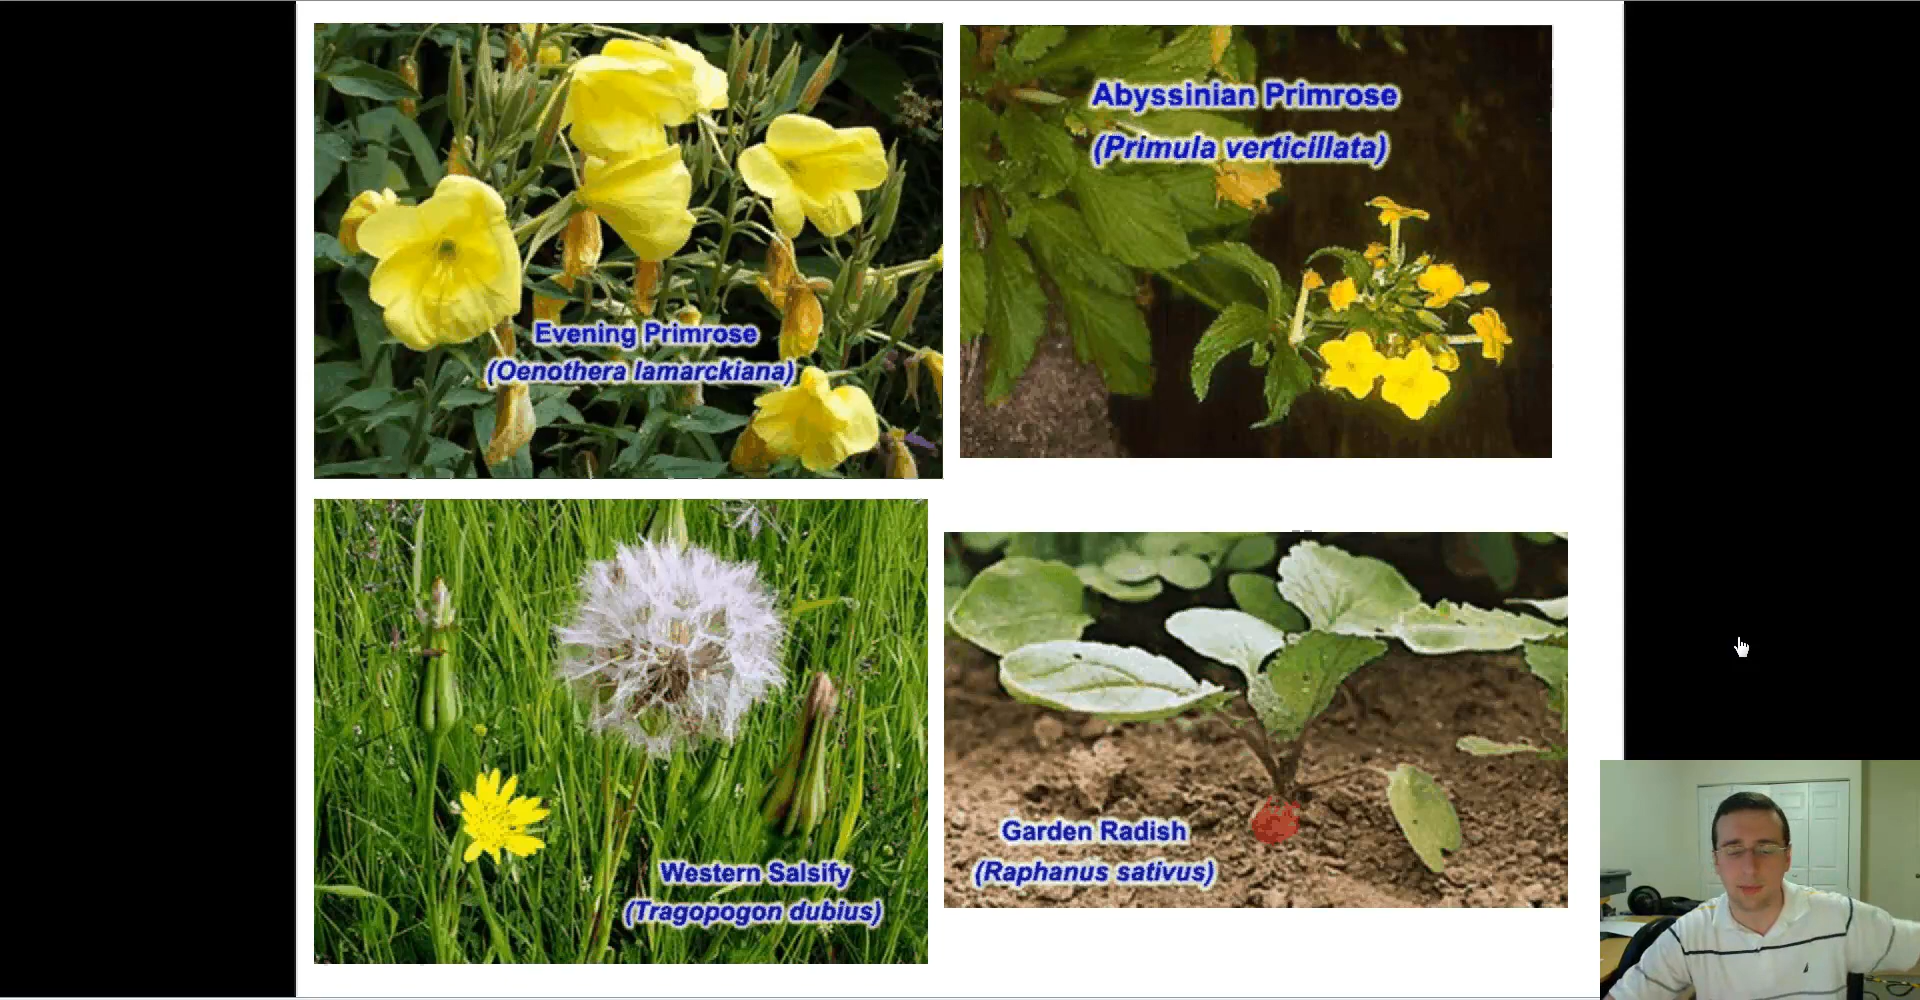 Evening Primrose
(Oenothera lamarckiana)
Abyssinian Primrose
(Primula verticillata)
Western Salsify
(Tragopogon dubius)
Garden Radish
(Raphanus sativus)